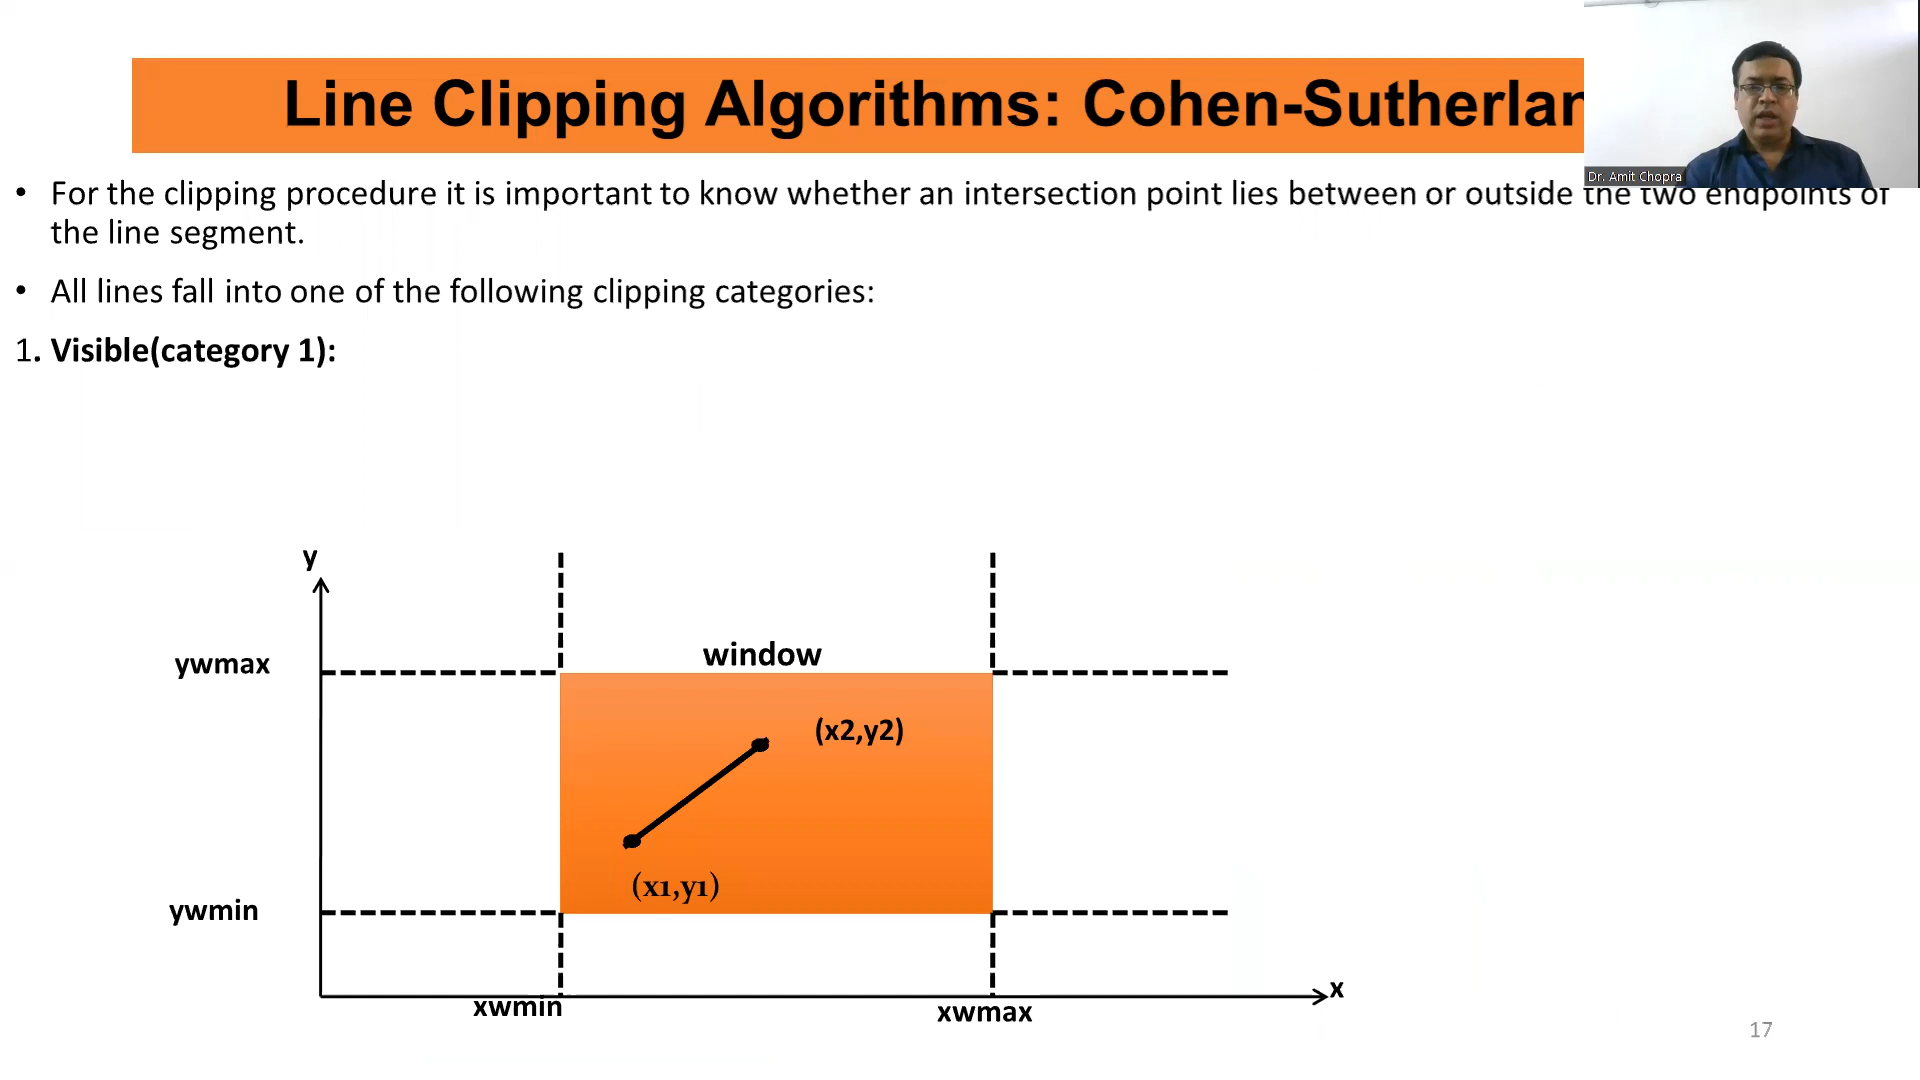 Line Clipping Algorithms: Cohen-Sutherlan
Dr. Amit Chopra
• For the clipping procedure it is important to know whether an intersection point lies between or outside the two endpoints of
the line segment.
• All lines fall into one of the following clipping categories:
1. Visible(category 1):
y
ywmax
window
(x2,y2)
(x1,y1)
ywmin
xwmin
xwmax
x
17